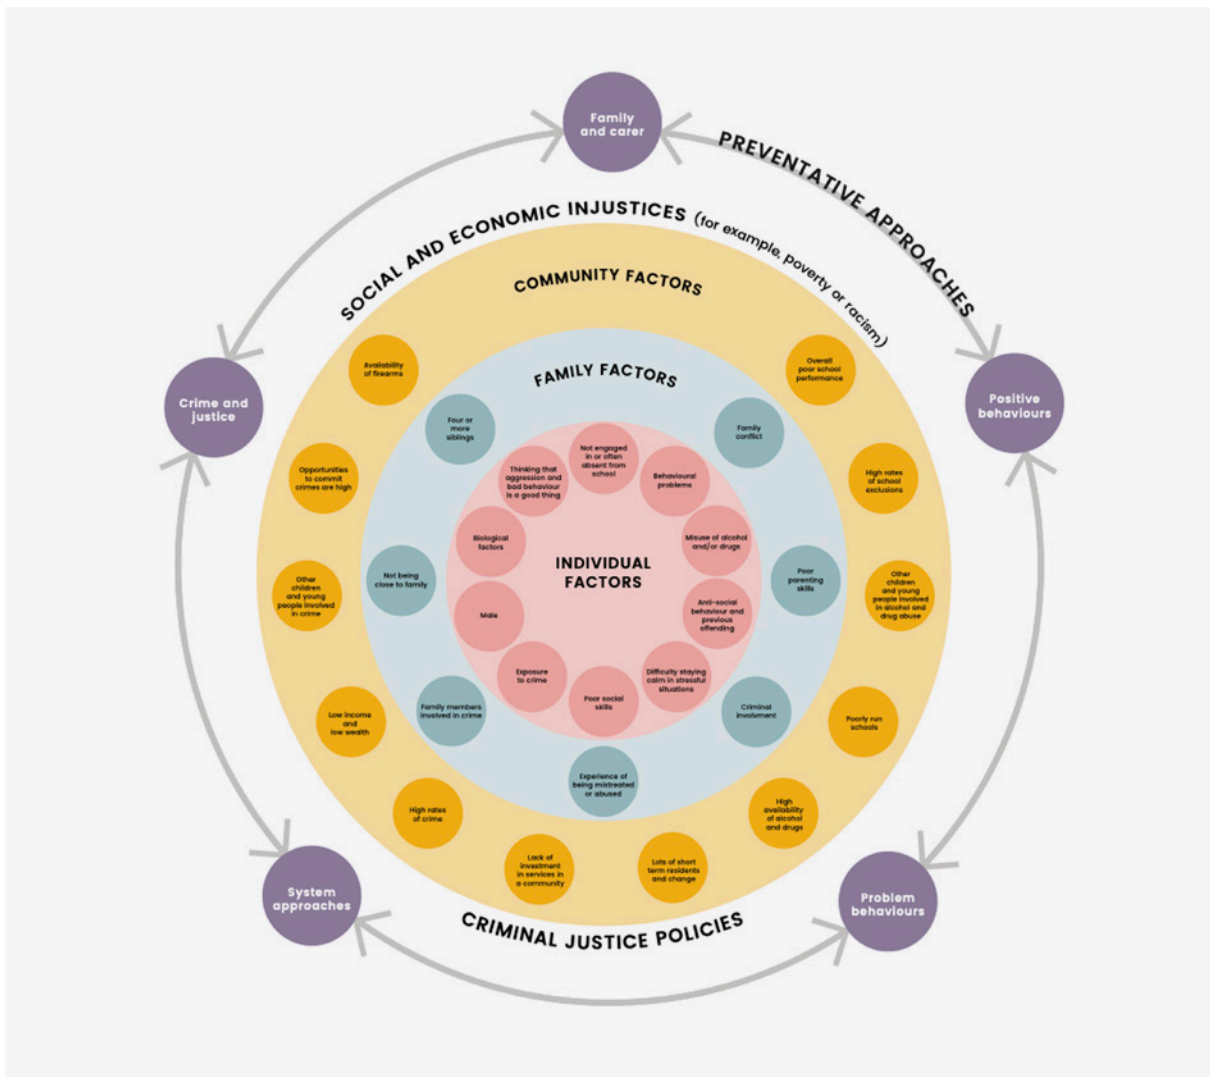 Family
and carer
PREVENTATIVE APPROACHES
SOCIAL AND ECONOMIC INJUSTICES (for example, poverty or racism)
COMMUNITY FACTORS
Availability
of firearms
Overall
poor school
performance
FAMILY FACTORS
Crime and
justice
Positive
behaviours
Four or
more
siblings
Family
conflict
Not engaged
in or often
absent from
school
Thinking that
aggression and
bad behaviour
is a good thing
Behavioural
problems
Opportunities
to commit
crimes are high
High rates
of school
exclusions
Biological
factors
Misuse of alcohol
and/or drugs
INDIVIDUAL
FACTORS
Not being
close to family
Poor
parenting
skills
Other
children
and young
people involved
in crime
Other
children
and young
people involved
in alcohol and
drug abuse
Male
Anti-social
behaviour and
previous
offending
Exposure
to crime
Difficulty staying
calm in stressful
situations
Poor social
skills
Family members
involved in crime
Criminal
involvment
Low income
and
low wealth
Poorly run
schools
Experience of
being mistreated
or abused
High rates
of crime
High
availability
of alcohol
and drugs
Lack of
investment
in services in
a community
Lots of short
term residents
and change
System
approaches
Problem
behaviours
CRIMINAL JUSTICE POLICIES